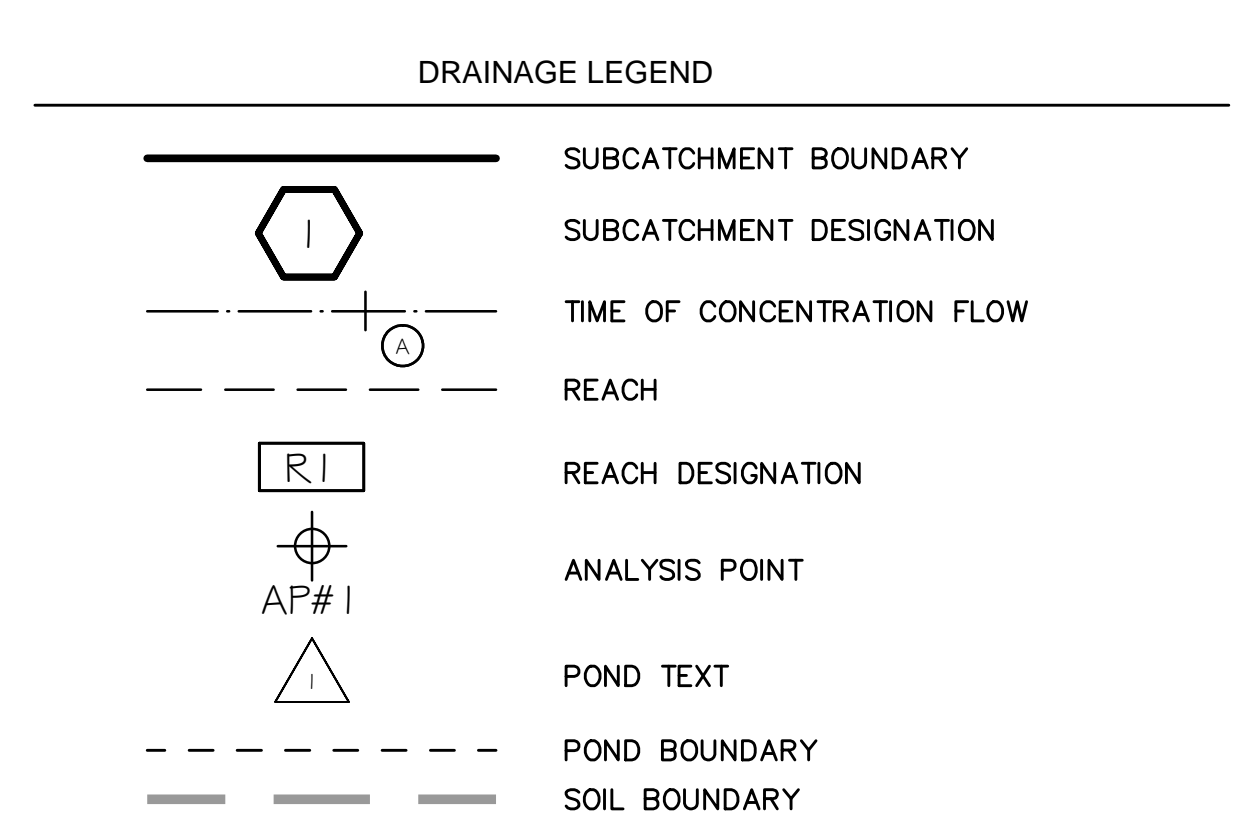 DRAINAGE LEGEND
SUBCATCHMENT BOUNDARY
1 SUBCATCHMENT DESIGNATION
TIME OF CONCENTRATION FLOW
A
REACH
R1 REACH DESIGNATION
ANALYSIS POINT
AP#1
POND TEXT
1
POND BOUNDARY
SOIL BOUNDARY